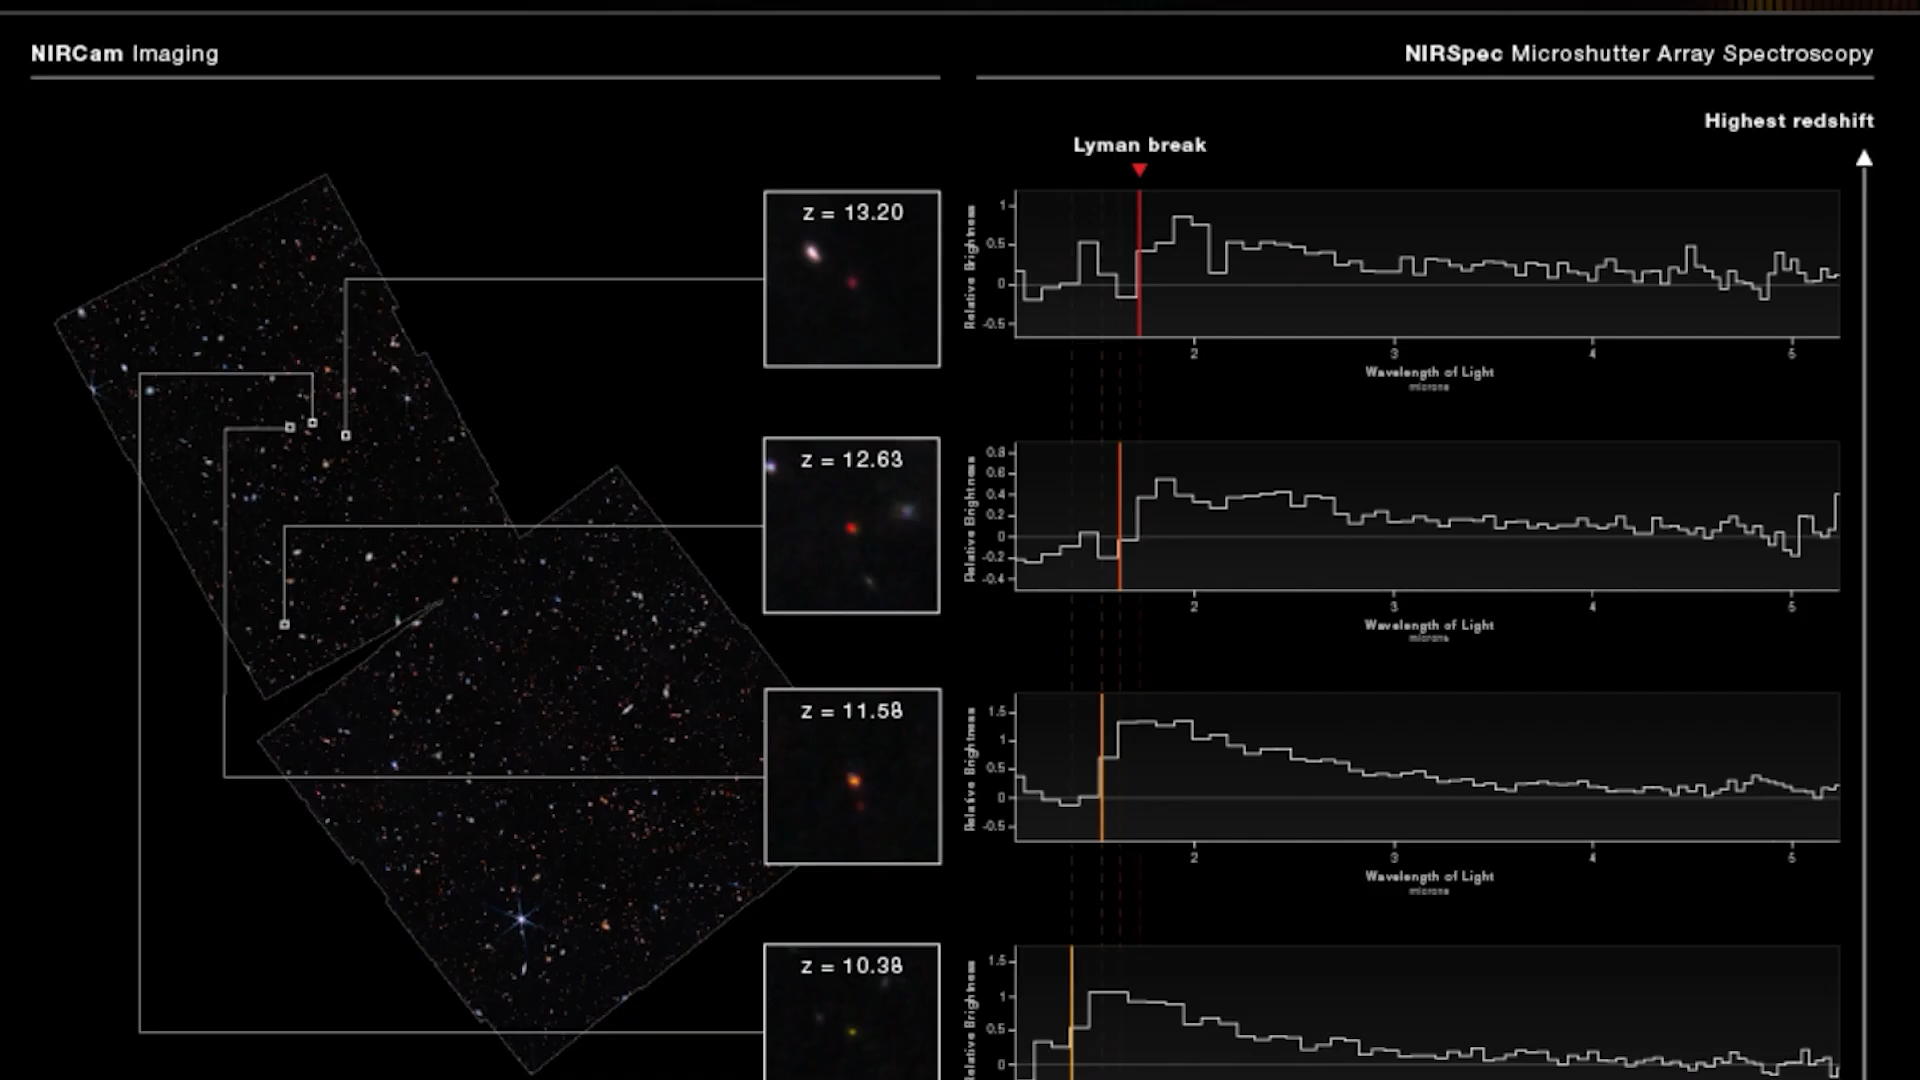 NIRCam Imaging
NIRSpec Microshutter Array Spectroscopy
Highest redshift
Lyman break
z = 13.20
Relative Brightness
1
0.5
0
-0.5
2
3
4
5
Wavelength of Light
microns
z = 12.63
Relative Brightness
0.8
0.6
0.4
0.2
0
-0.2
-0.4
2
3
4
5
Wavelength of Light
microns
z = 11.58
Relative Brightness
1.5
1
0.5
0
-0.5
2
3
4
5
Wavelength of Light
microns
z = 10.38
Relative Brightness
1.5
1
0.5
0